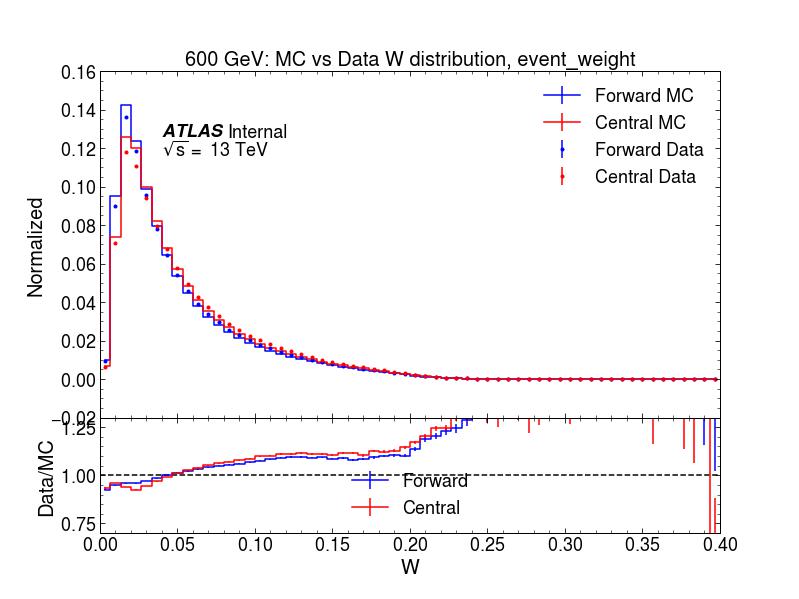 600 GeV: MC vs Data W distribution, event_weight
0.16
0.14
0.12
0.10
0.08
0.06
0.04
0.02
0.00
−0.02
Normalized
ATLAS Internal
√s = 13 TeV
Forward MC
Central MC
Forward Data
Central Data
1.25
1.00
0.75
Data/MC
Forward
Central
0.00 0.05 0.10 0.15 0.20 0.25 0.30 0.35 0.40
W